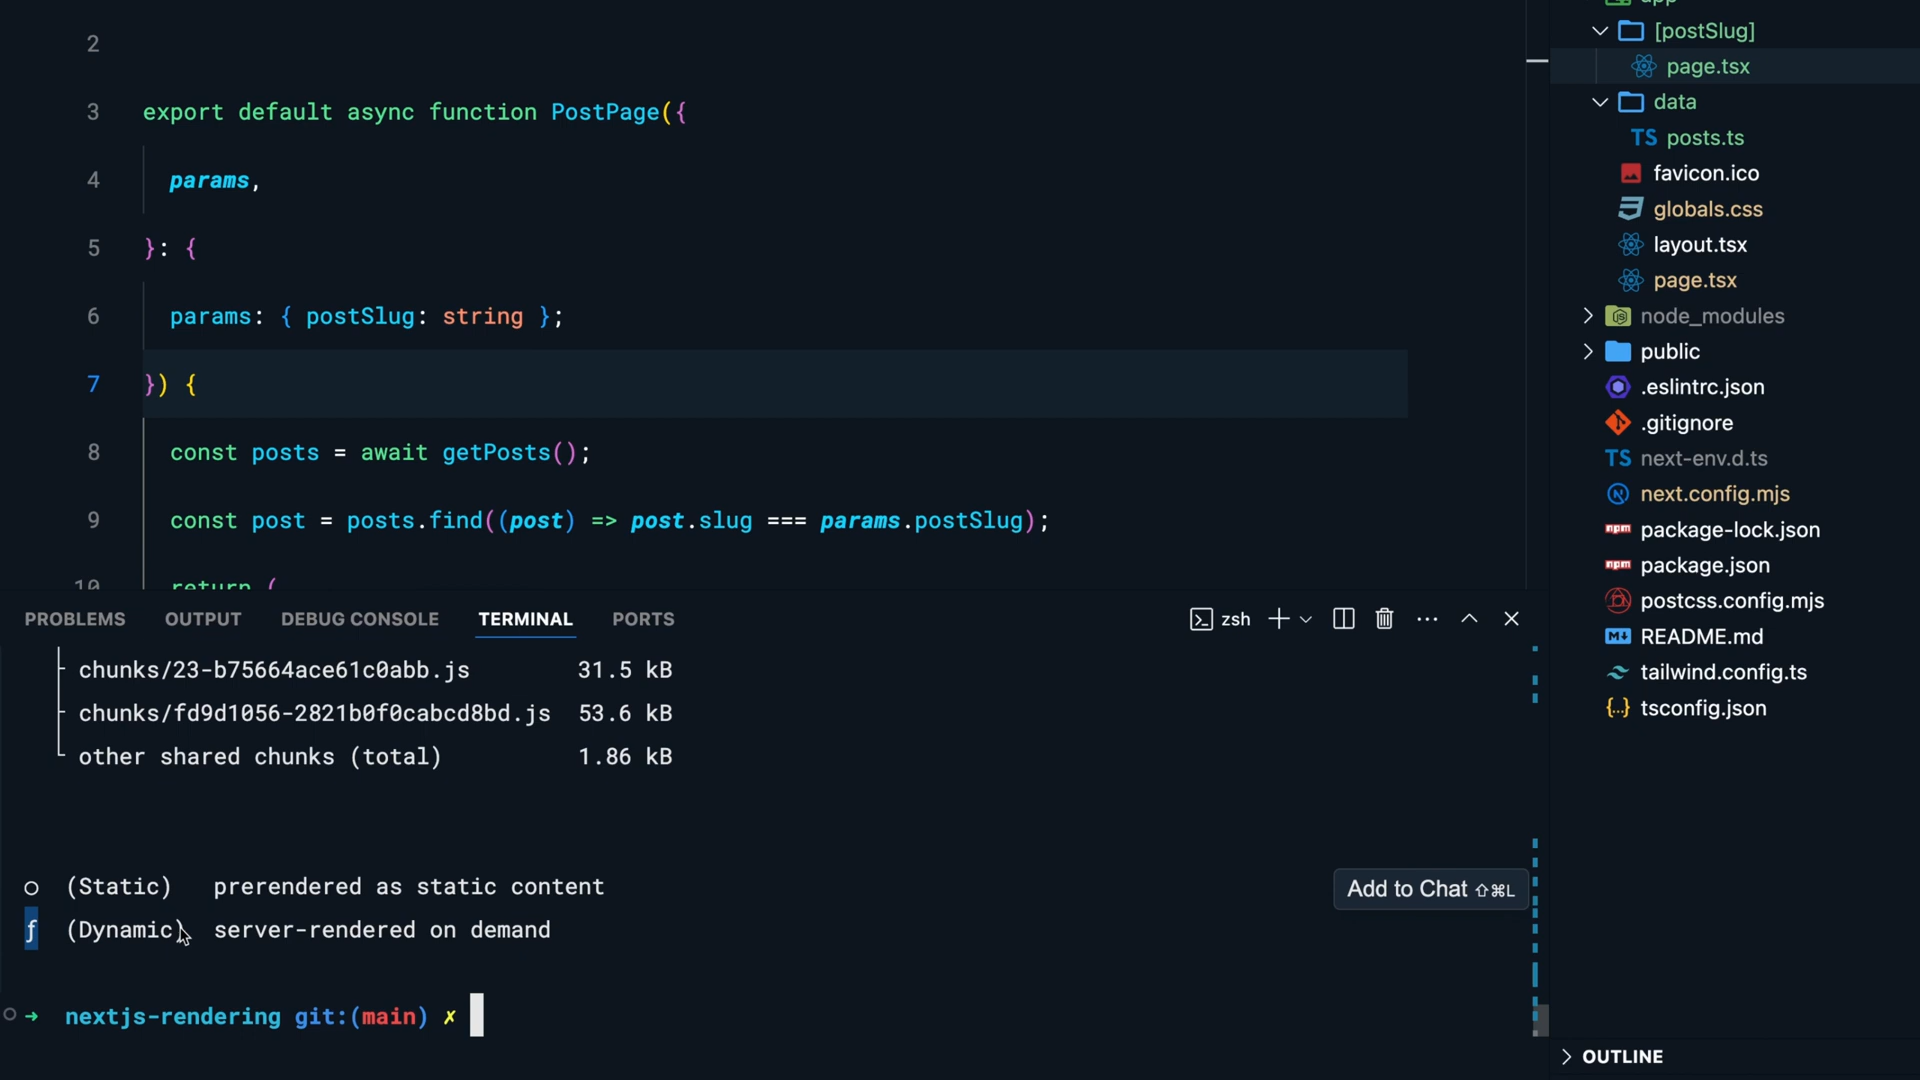 2
3 export default async function PostPage({
4 params,
5 }: {
6 params: { postSlug: string };
7 }) {
8 const posts = await getPosts();
9 const post = posts.find((post) => post.slug === params.postSlug);
10 return (
PROBLEMS OUTPUT DEBUG CONSOLE TERMINAL PORTS
zsh
chunks/23-b75664ace61c0abb.js 31.5 kB
chunks/fd9d1056-2821b0f0cabcd8bd.js 53.6 kB
other shared chunks (total) 1.86 kB
○ (Static) prerendered as static content
ƒ (Dynamic) server-rendered on demand
Add to Chat ⇧⌘L
➜ nextjs-rendering git:(main) ✗
app
[postSlug]
page.tsx
data
TS posts.ts
favicon.ico
globals.css
layout.tsx
page.tsx
node_modules
public
.eslintrc.json
.gitignore
TS next-env.d.ts
next.config.mjs
npm package-lock.json
npm package.json
postcss.config.mjs
README.md
tailwind.config.ts
{...} tsconfig.json
OUTLINE